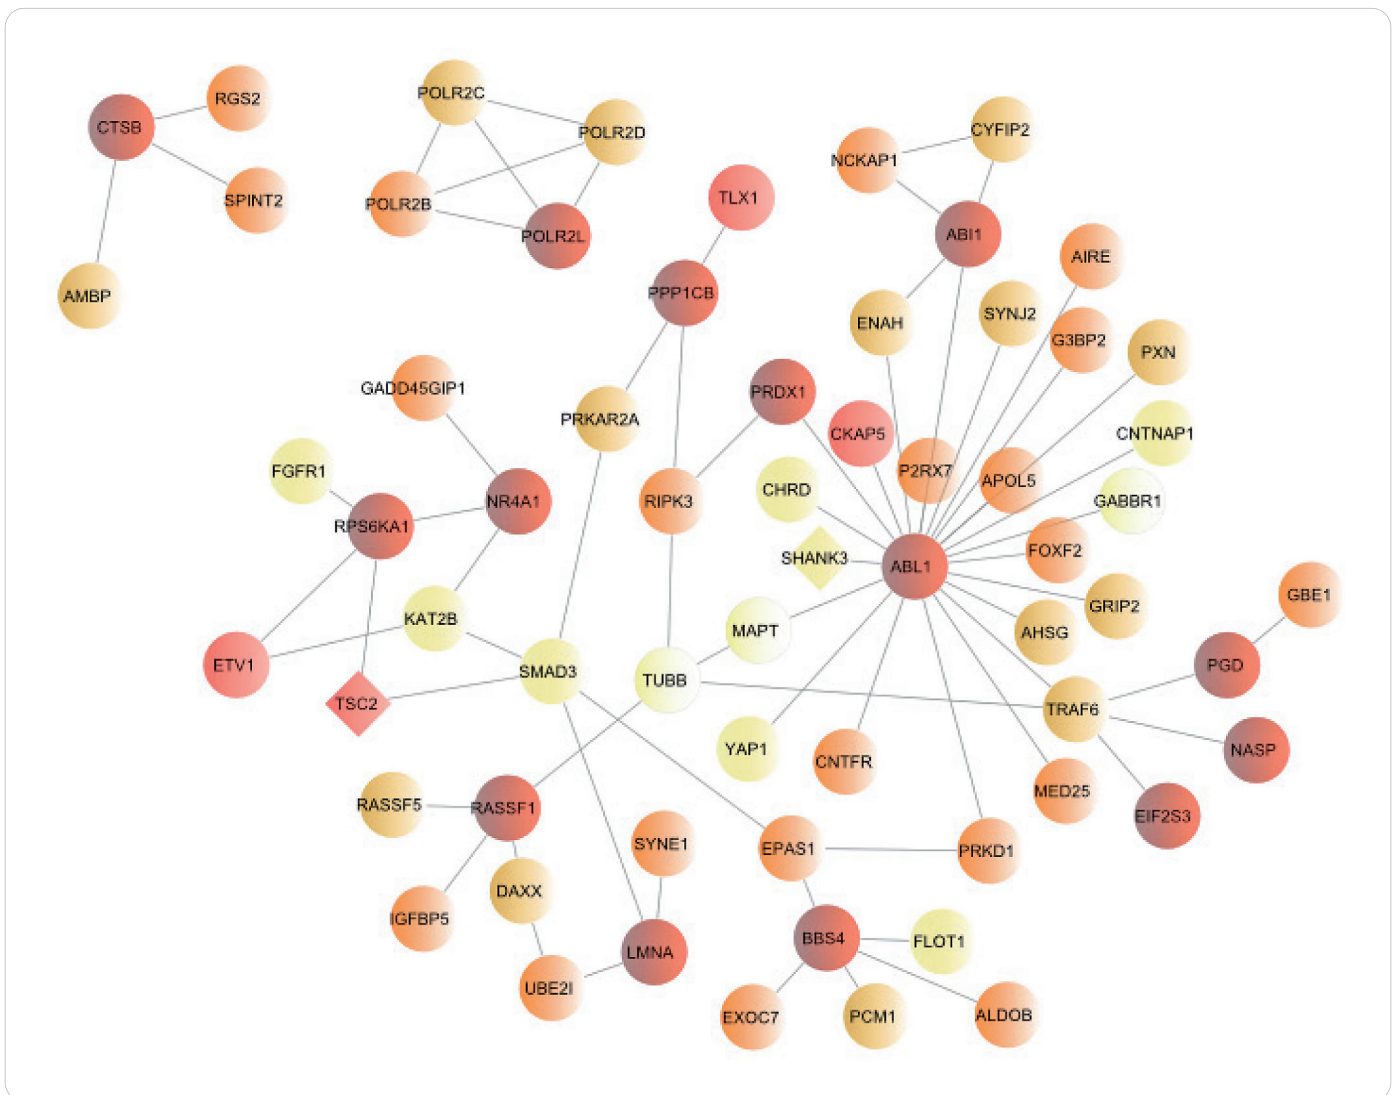 POLR2C
RGS2
CTSB
POLR2D
CYFIP2
NCKAP1
TLX1
SPINT2
POLR2B
POLR2L
ABI1
AIRE
PPP1CB
AMBP
SYNJ2
ENAH
G3BP2
PXN
GADD45GIP1
PRDX1
PRKAR2A
CKAP5
CNTNAP1
FGFR1
P2RX7
APOL5
CHRD
NR4A1
RIPK3
GABBR1
RPS6KA1
FOXF2
SHANK3
ABL1
GBE1
GRIP2
KAT2B
MAPT
AHSG
ETV1
PGD
SMAD3
TUBB
TSC2
TRAF6
YAP1
NASP
CNTFR
MED25
RASSF5
RASSF1
EIF2S3
SYNE1
EPAS1
PRKD1
DAXX
IGFBP5
BBS4
FLOT1
LMNA
UBE2I
EXOC7
PCM1
ALDOB